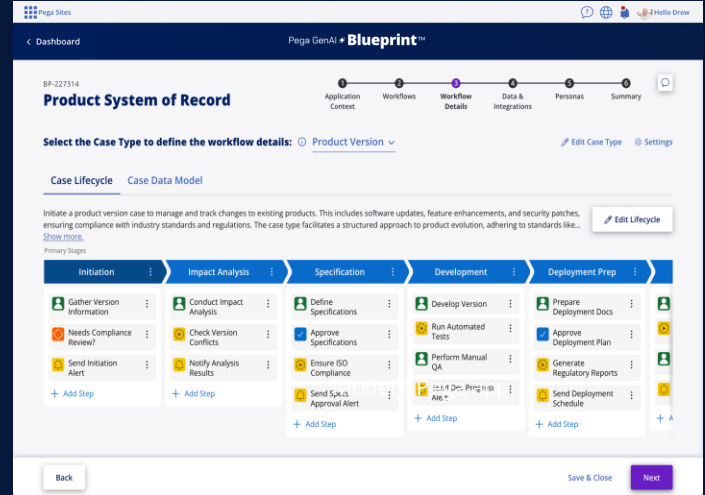 Pega Sites
Hello Drew
Dashboard
Pega GenAI Blueprint™
BP-227314
Product System of Record
1 2 3 4 5 6
Application Context
Workflows
Workflow Details
Data & Integrations
Personas
Summary
Select the Case Type to define the workflow details: Product Version
Edit Case Type
Settings
Case Lifecycle
Case Data Model
Initiate a product version case to manage and track changes to existing products. This includes software updates, feature enhancements, and security patches,
ensuring compliance with industry standards and regulations. The case type facilitates a structured approach to product evolution, adhering to standards like...
Show more.
Edit Lifecycle
Primary Stages
Initiation
Impact Analysis
Specification
Development
Deployment Prep
Gather Version
Information
Needs Compliance
Review?
Send Initiation
Alert
+ Add Step
Conduct Impact
Analysis
Check Version
Conflicts
Notify Analysis
Results
+ Add Step
Define
Specifications
Approve
Specifications
Ensure ISO
Compliance
Send Specs
Approval Alert
+ Add Step
Develop Version
Run Automated
Tests
Perform Manual
QA
Send Dev
Alert
+ Add Step
Prepare
Deployment Docs
Approve
Deployment Plan
Generate
Regulatory Reports
Send Deployment
Schedule
+ Add Step
Back
Save & Close
Next